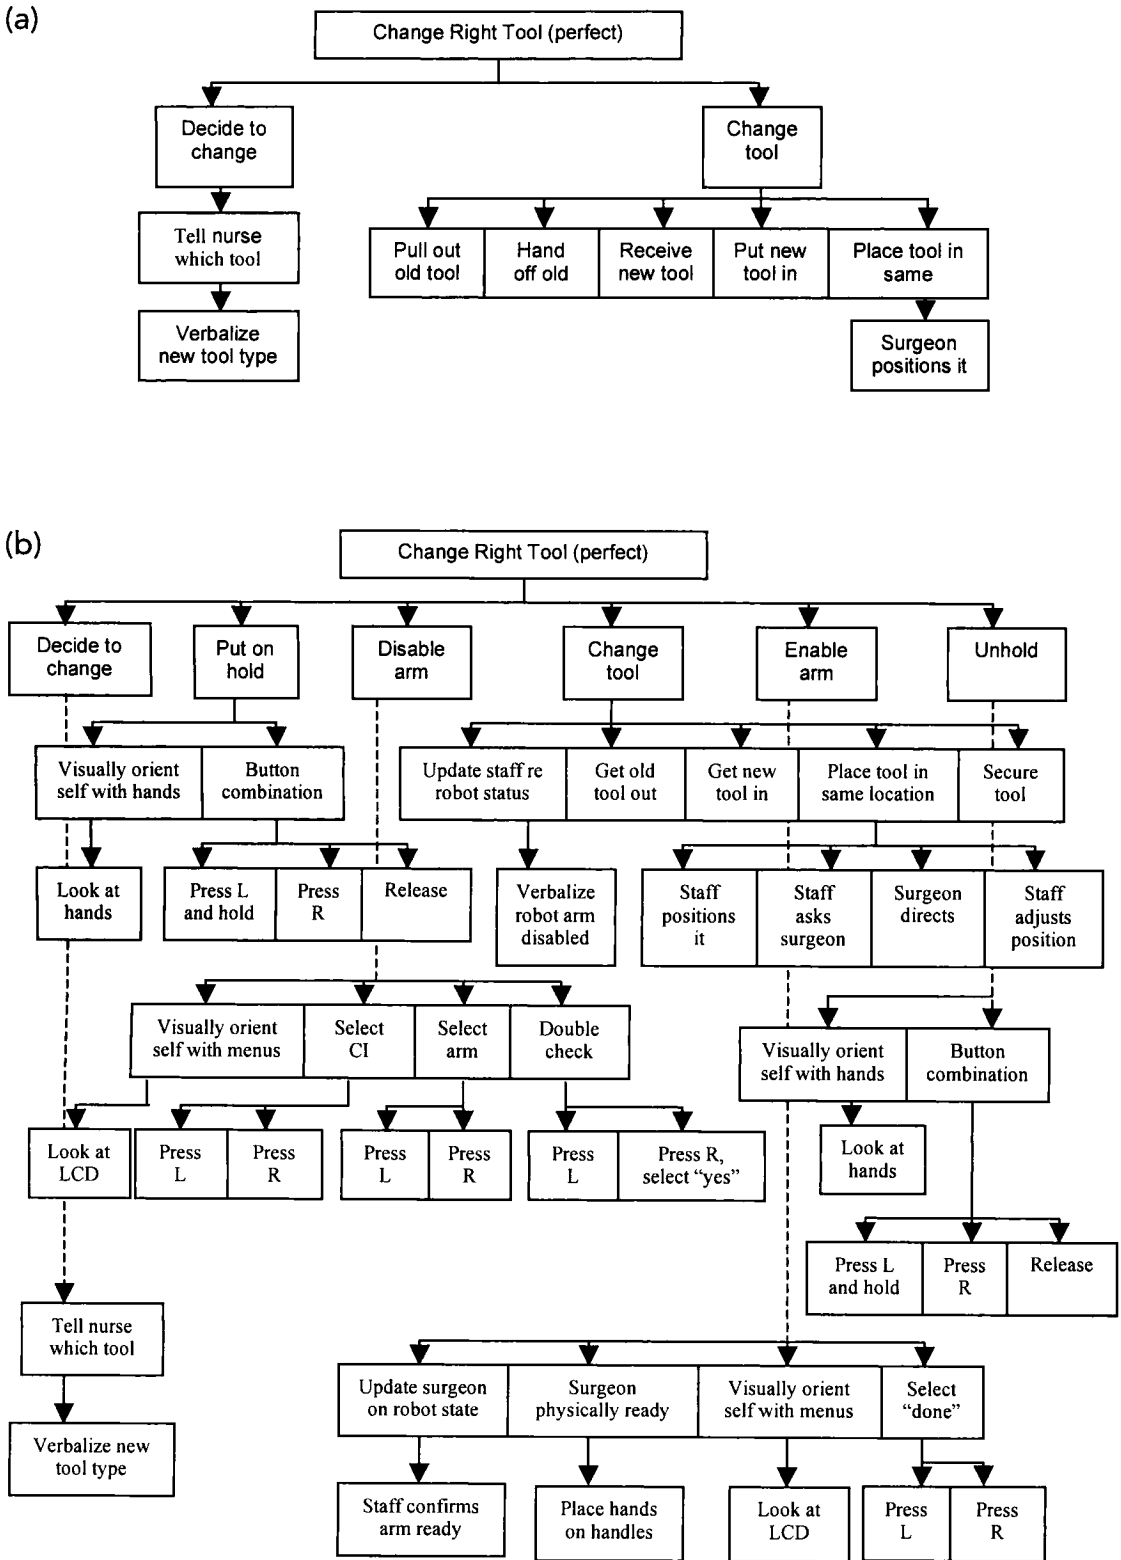 (a)
Change Right Tool (perfect)
Decide to
change
Change
tool
Tell nurse
which tool
Pull out
old tool
Hand
off old
Receive
new tool
Put new
tool in
Place tool in
same
Verbalize
new tool type
Surgeon
positions it
(b)
Change Right Tool (perfect)
Decide to
change
Put on
hold
Disable
arm
Change
tool
Enable
arm
Unhold
Visually orient
self with hands
Button
combination
Update staff re
robot status
Get old
tool out
Get new
tool in
Place tool in
same location
Secure
tool
Look at
hands
Press L
and hold
Press
R
Release
Verbalize
robot arm
disabled
Staff
positions
it
Staff
asks
surgeon
Surgeon
directs
Staff
adjusts
position
Visually orient
self with menus
Select
CI
Select
arm
Double
check
Visually orient
self with hands
Button
combination
Look at
LCD
Press
L
Press
R
Press
L
Press
R
Press
L
Press R,
select “yes”
Look at
hands
Press L
and hold
Press
R
Release
Tell nurse
which tool
Update surgeon
on robot state
Surgeon
physically ready
Visually orient
self with menus
Select
“done”
Verbalize new
tool type
Staff confirms
arm ready
Place hands
on handles
Look at
LCD
Press
L
Press
R